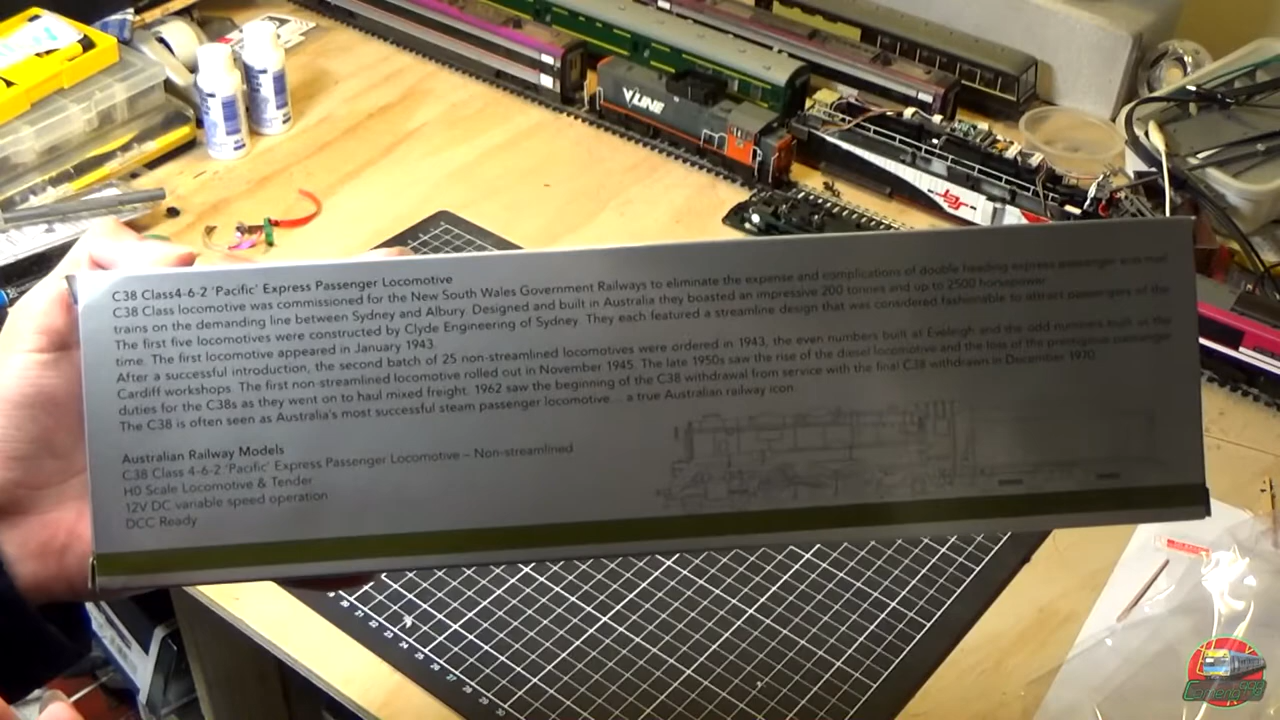 C38 Class4-6-2 'Pacific' Express Passenger Locomotive
C38 Class locomotive was commissioned for the New South Wales Government Railways to eliminate the expense and complications of double heading express passenger and mail
trains on the demanding line between Sydney and Albury. Designed and built in Australia they boasted an impressive 200 tonnes and up to 2500 horsepower.
The first five locomotives were constructed by Clyde Engineering of Sydney. They each featured a streamline design that was considered fashionable to attract passengers of the
time. The first locomotive appeared in January 1943.
After a successful introduction, the second batch of 25 non-streamlined locomotives were ordered in 1943, the even numbers built at Eveleigh and the odd numbers built at the
Cardiff workshops. The first non-streamlined locomotive rolled out in November 1945. The late 1950s saw the rise of the diesel locomotive and the loss of the prestigious passenger
duties for the C38s as they went on to haul mixed freight. 1962 saw the beginning of the C38 withdrawal from service with the final C38 withdrawn in December 1970.
The C38 is often seen as Australia's most successful steam passenger locomotive... a true Australian railway icon.
Australian Railway Models
C38 Class 4-6-2 'Pacific' Express Passenger Locomotive – Non-streamlined
H0 Scale Locomotive & Tender
12V DC variable speed operation
DCC Ready
V/LINE